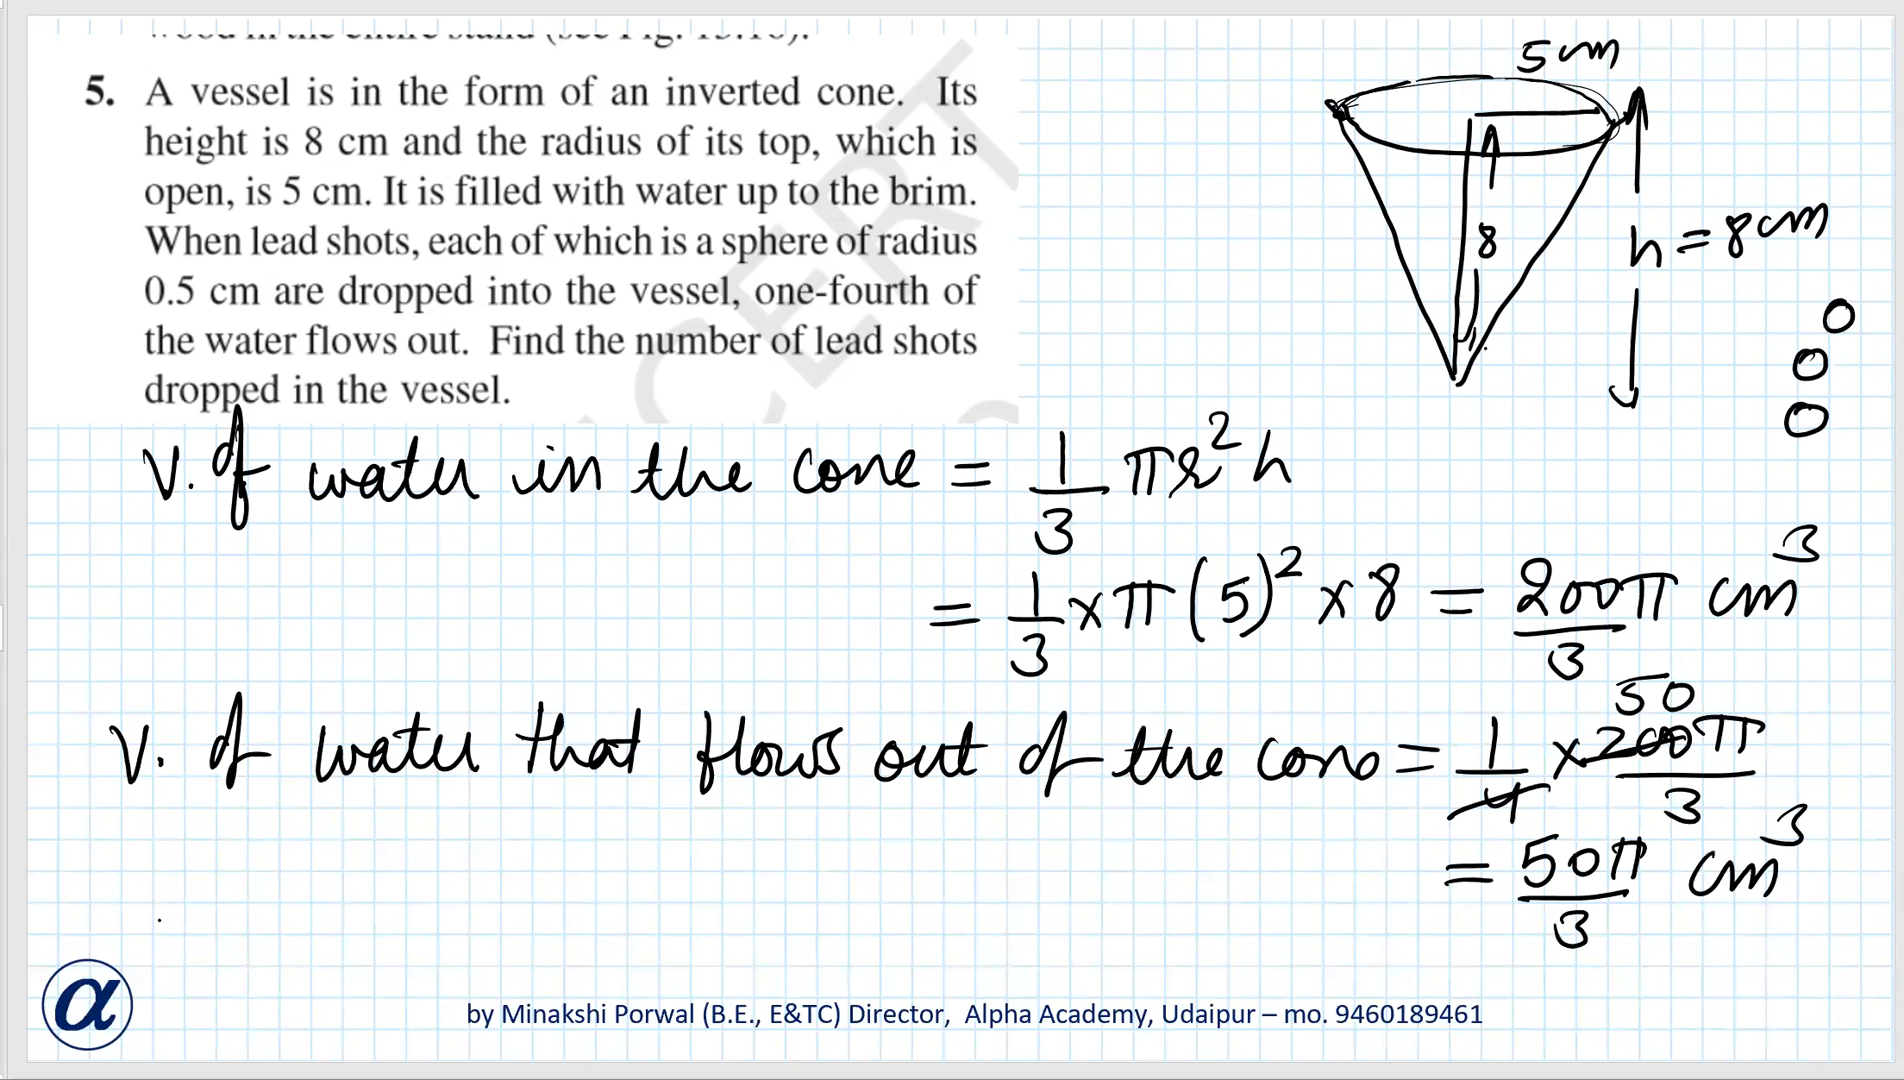 5. A vessel is in the form of an inverted cone. Its
height is 8 cm and the radius of its top, which is
open, is 5 cm. It is filled with water up to the brim.
When lead shots, each of which is a sphere of radius
0.5 cm are dropped into the vessel, one-fourth of
the water flows out. Find the number of lead shots
dropped in the vessel.
5 cm
8
h = 8 cm
V. of water in the cone = 1/3 πr²h
= 1/3 × π (5)² × 8 = 200π/3 cm³
V. of water that flows out of the cone = 1/4 × 200π/3
50
= 50π/3 cm³
NCERT
α
by Minakshi Porwal (B.E., E&TC) Director, Alpha Academy, Udaipur – mo. 9460189461